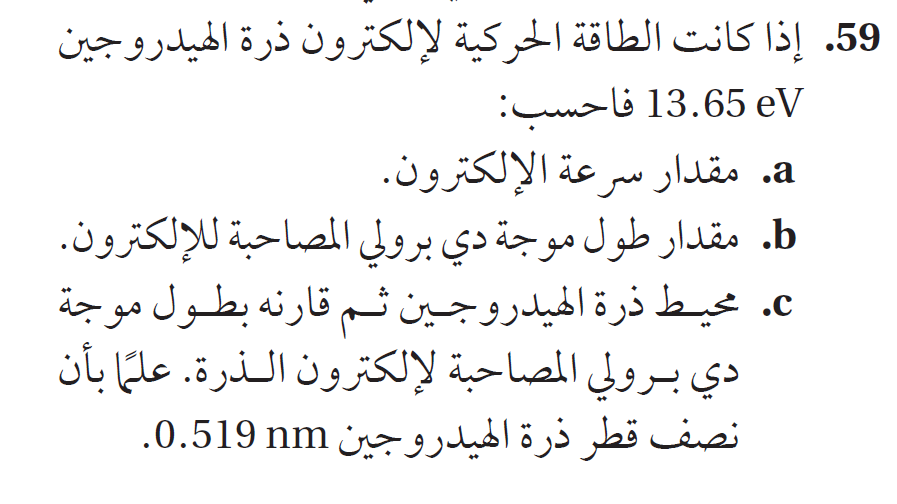 59. إذا كانت الطاقة الحركية لإلكترون ذرة الهيدروجين
13.65 eV فاحسب:
a. مقدار سرعة الإلكترون.
b. مقدار طول موجة دي برولي المصاحبة للإلكترون.
c. محيط ذرة الهيدروجين ثم قارنه بطول موجة
دي برولي المصاحبة لإلكترون الذرة. علمًا بأن
نصف قطر ذرة الهيدروجين 0.519 nm.